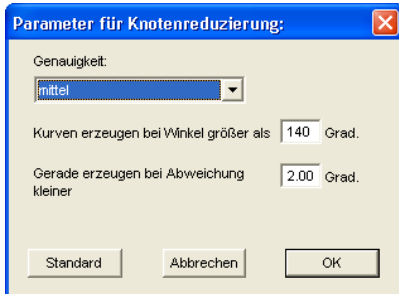 Parameter für Knotenreduzierung:
Genauigkeit:
mittel
Kurven erzeugen bei Winkel größer als 140 Grad.
Gerade erzeugen bei Abweichung 2.00 Grad.
kleiner
Standard Abbrechen OK